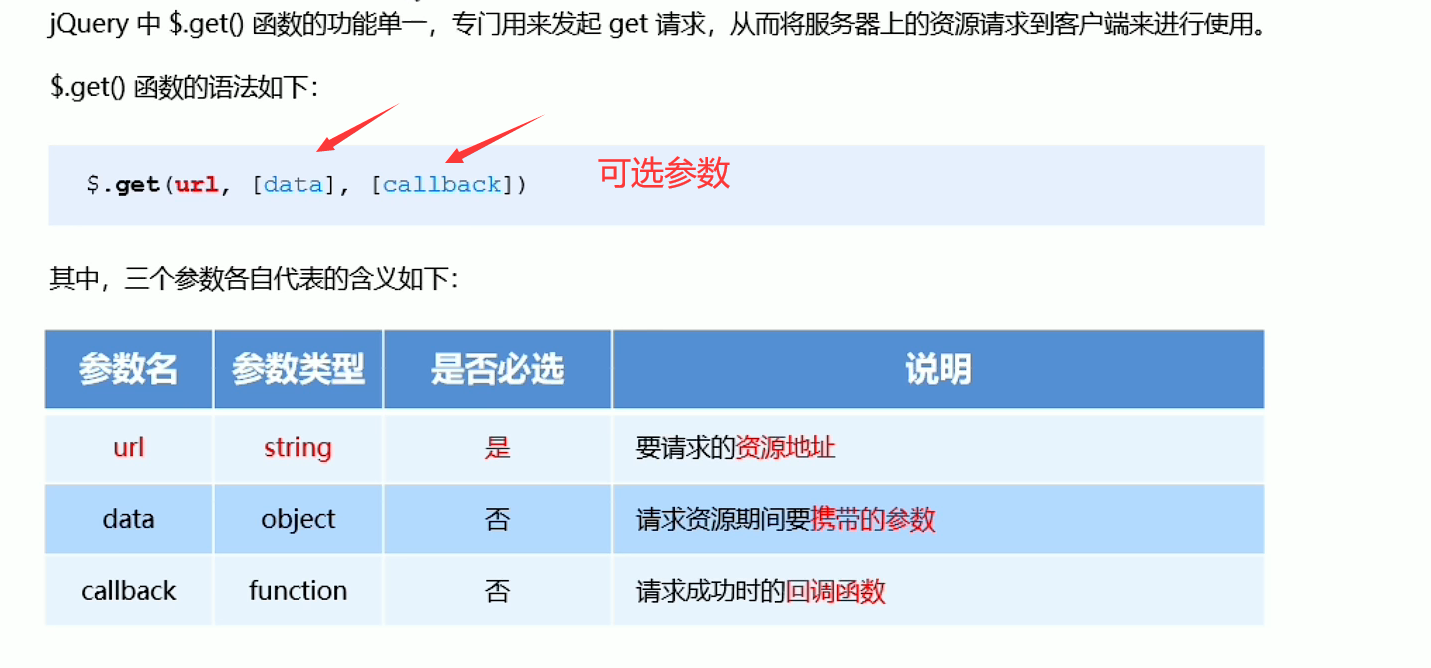 jQuery 中 $.get() 函数的功能单一，专门用来发起 get 请求，从而将服务器上的资源请求到客户端来进行使用。
$.get() 函数的语法如下：
$.get(url, [data], [callback]) 可选参数
其中，三个参数各自代表的含义如下：
参数名 参数类型 是否必选 说明
url string 是 要请求的资源地址
data object 否 请求资源期间要携带的参数
callback function 否 请求成功时的回调函数